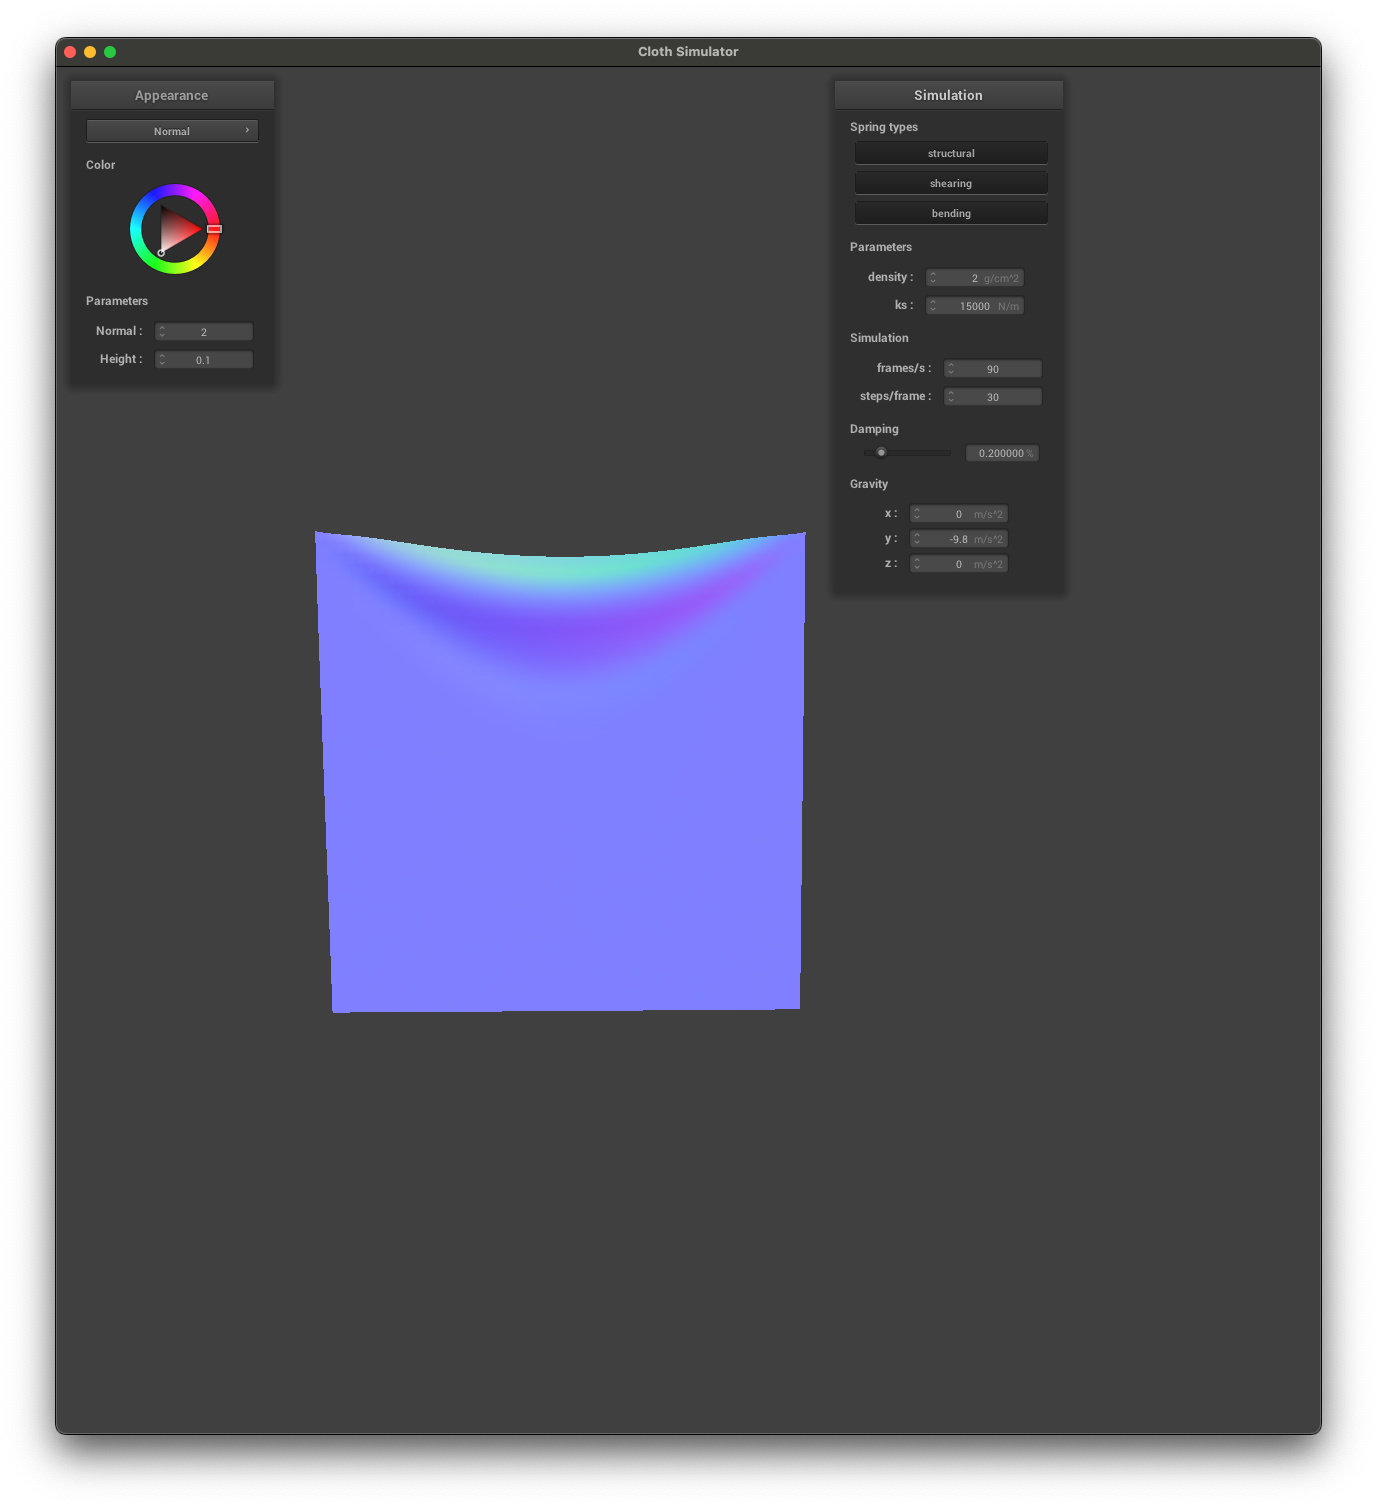 Cloth Simulator
Appearance
Normal ›
Color
Parameters
Normal : 2
Height : 0.1
Simulation
Spring types
structural
shearing
bending
Parameters
density : 2 g/cm^2
ks : 15000 N/m
Simulation
frames/s : 90
steps/frame : 30
Damping
0.200000 %
Gravity
x : 0 m/s^2
y : -9.8 m/s^2
z : 0 m/s^2